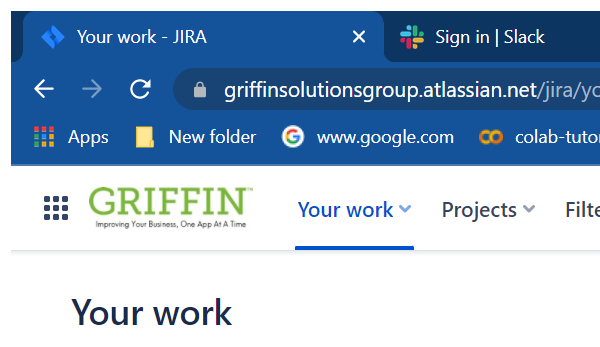 Your work - JIRA
Sign in | Slack
griffinsolutionsgroup.atlassian.net/jira/yo
Apps New folder www.google.com colab-tuto
GRIFFIN™ Your work Projects Filte
Improving Your Business, One App At A Time
Your work